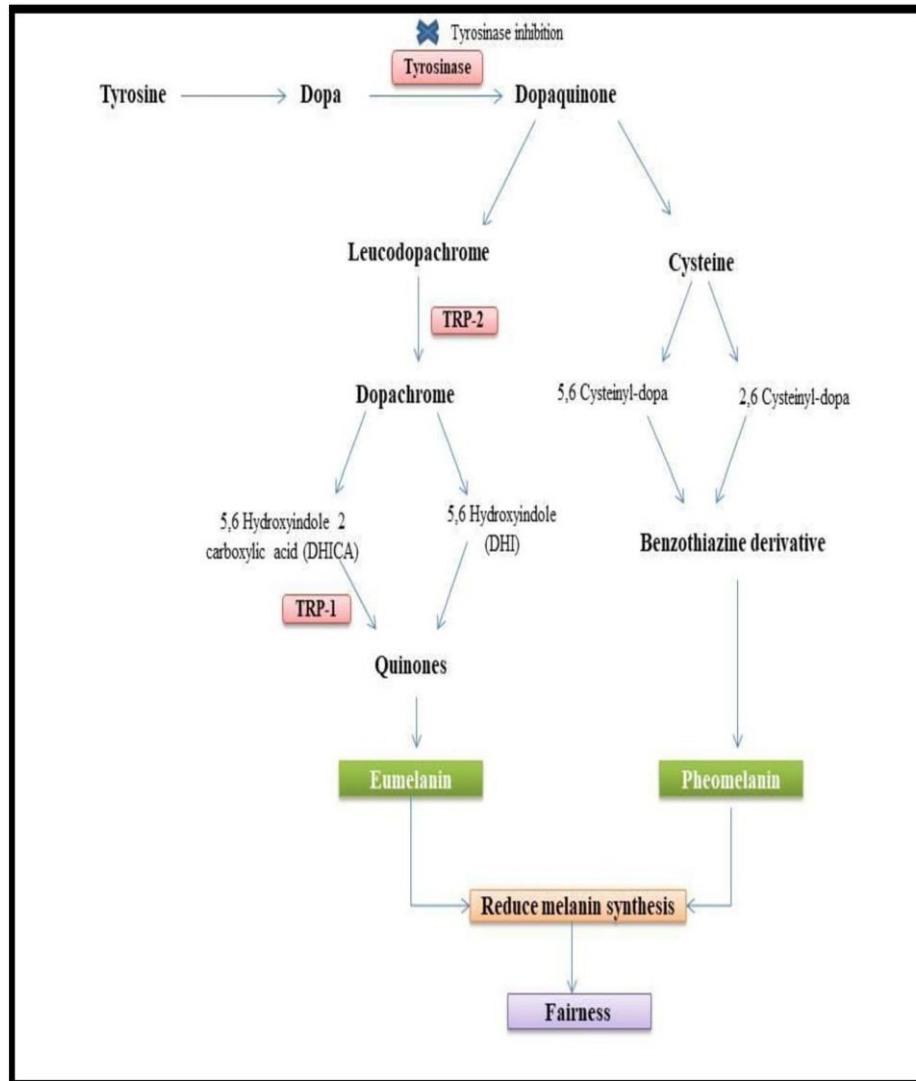 Tyrosinase inhibition
Tyrosinase
Tyrosine
Dopa
Dopaquinone
Leucodopachrome
Cysteine
TRP-2
Dopachrome
5,6 Cysteinyl-dopa
2,6 Cysteinyl-dopa
5,6 Hydroxyindole 2
carboxylic acid (DHICA)
5,6 Hydroxyindole
(DHI)
Benzothiazine derivative
TRP-1
Quinones
Eumelanin
Pheomelanin
Reduce melanin synthesis
Fairness